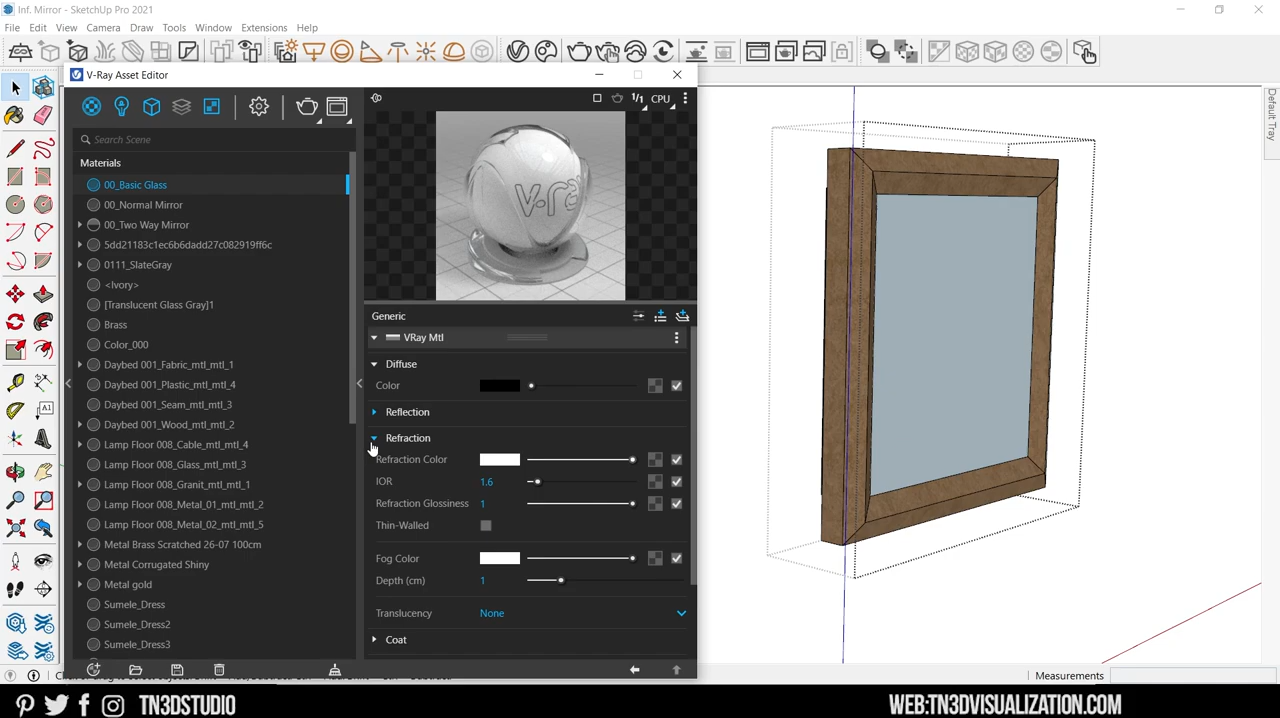 Inf. Mirror - SketchUp Pro 2021
File Edit View Camera Draw Tools Window Extensions Help
V-Ray Asset Editor
1/1 CPU
Default Tray
Search Scene
Materials
00_Basic Glass
00_Normal Mirror
00_Two Way Mirror
5dd21183c1ec6b6dadd27c082919ff6c
0111_SlateGray
<Ivory>
[Translucent Glass Gray]1
Brass
Color_000
Daybed 001_Fabric_mtl_mtl_1
Daybed 001_Plastic_mtl_mtl_4
Daybed 001_Seam_mtl_mtl_3
Daybed 001_Wood_mtl_mtl_2
Lamp Floor 008_Cable_mtl_mtl_4
Lamp Floor 008_Glass_mtl_mtl_3
Lamp Floor 008_Granit_mtl_mtl_1
Lamp Floor 008_Metal_01_mtl_mtl_2
Lamp Floor 008_Metal_02_mtl_mtl_5
Metal Brass Scratched 26-07 100cm
Metal Corrugated Shiny
Metal gold
Sumele_Dress
Sumele_Dress2
Sumele_Dress3
v-ra
Generic
VRay Mtl
Diffuse
Color
Reflection
Refraction
Refraction Color
IOR 1.6
Refraction Glossiness 1
Thin-Walled
Fog Color
Depth (cm) 1
Translucency None
Coat
Measurements
TN3DSTUDIO
WEB:TN3DVISUALIZATION.COM